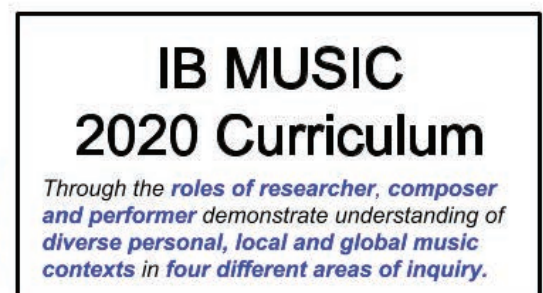 IB MUSIC
2020 Curriculum
Through the roles of researcher, composer
and performer demonstrate understanding of
diverse personal, local and global music
contexts in four different areas of inquiry.